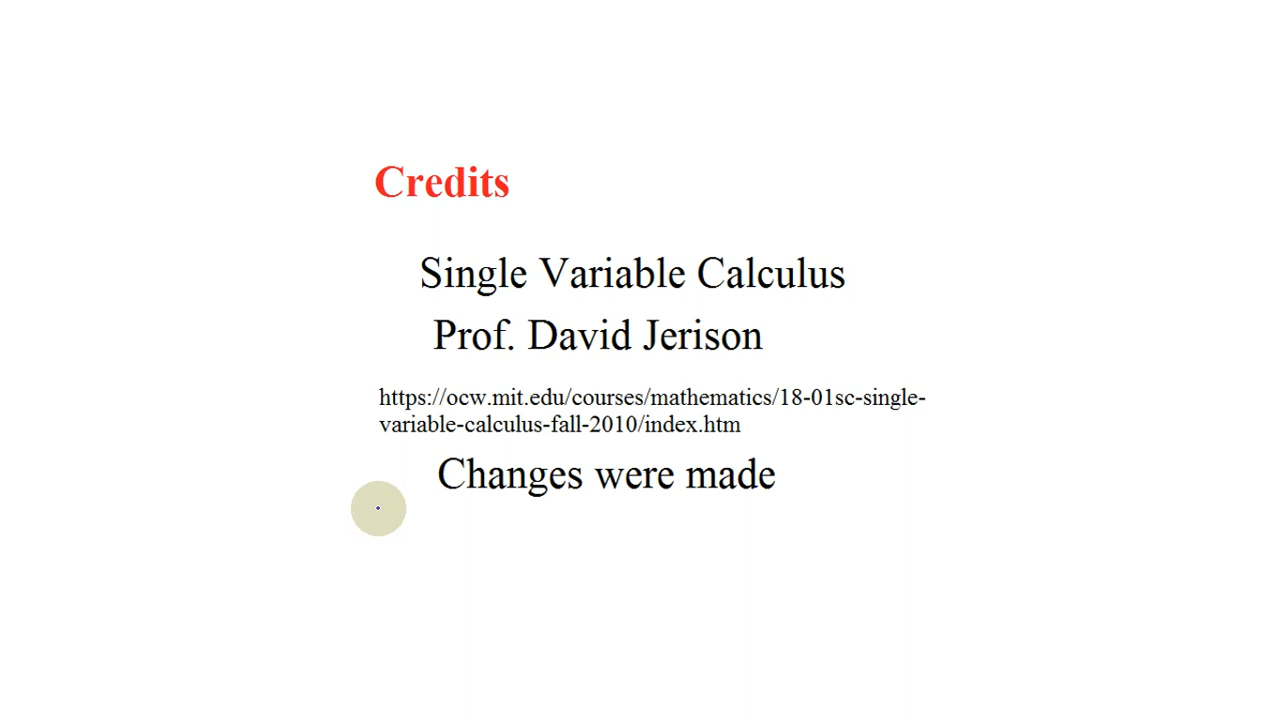 Credits
Single Variable Calculus
Prof. David Jerison
https://ocw.mit.edu/courses/mathematics/18-01sc-single-
variable-calculus-fall-2010/index.htm
Changes were made